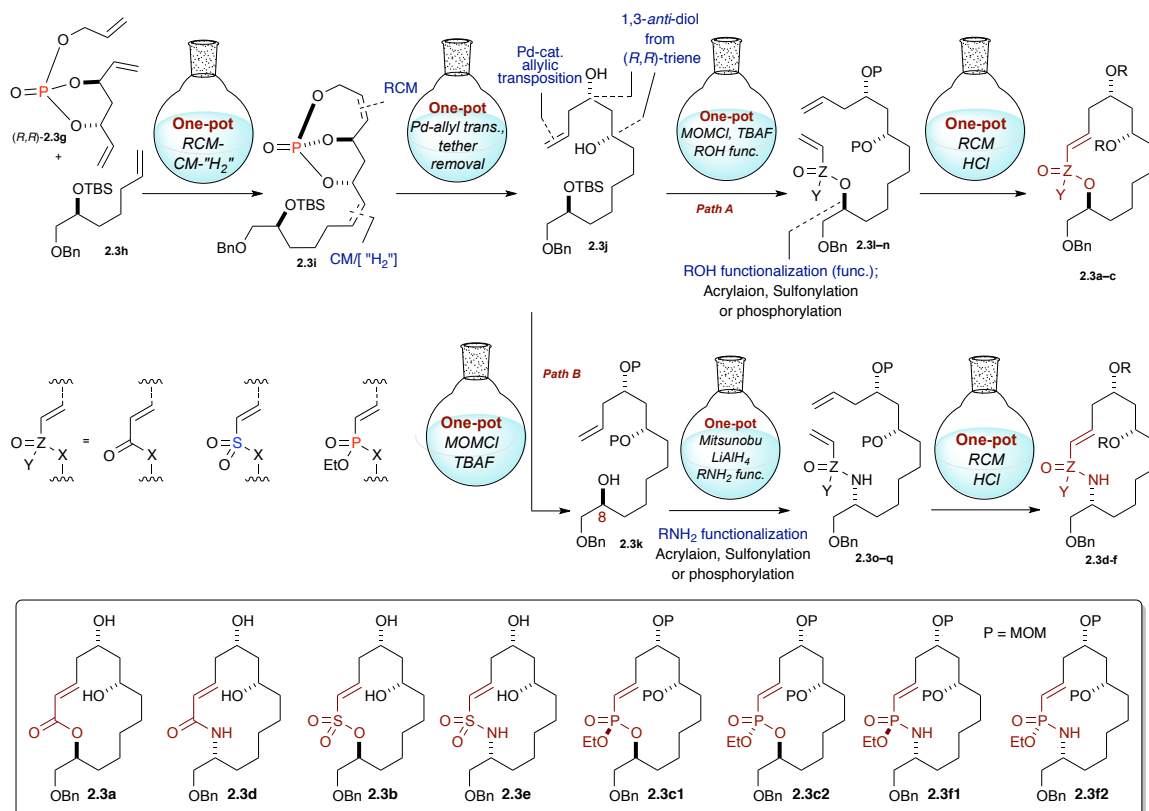 O
O P O
O
(R,R)-2.3g
+
OTBS
OBn
2.3h
One-pot
RCM-
CM-"H2"
RCM
O
O P O
O
OTBS
BnO
2.3i
CM/[ "H2"]
One-pot
Pd-allyl trans.,
tether
removal
Pd-cat.
allylic
transposition
1,3-anti-diol
from
(R,R)-triene
OH
HO
OTBS
OBn
2.3j
One-pot
MOMCl, TBAF
ROH func.
Path A
OP
PO
O Z
Y O
OBn
2.3l–n
ROH functionalization (func.);
Acrylaion, Sulfonylation
or phosphorylation
One-pot
RCM
HCl
OR
RO
O Z
Y O
OBn
2.3a–c
O Z
Y X
=
O X
O S
O X
O P
EtO X
One-pot
MOMCl
TBAF
Path B
OP
PO
OH
8
OBn
2.3k
One-pot
Mitsunobu
LiAlH4
RNH2 func.
RNH2 functionalization
Acrylaion, Sulfonylation
or phosphorylation
OP
PO
O Z
Y NH
OBn
2.3o–q
One-pot
RCM
HCl
OR
RO
O Z
Y NH
OBn
2.3d-f
OH
HO
O O
OBn
2.3a
OH
HO
O NH
OBn
2.3d
OH
HO
O S
O O
OBn
2.3b
OH
HO
O S NH
O
OBn
2.3e
OP
PO
O P
EtO O
OBn
2.3c1
OP
PO
O P
EtO O
OBn
2.3c2
OP
PO
O P
EtO NH
OBn
2.3f1
P = MOM
OP
PO
O P
EtO NH
OBn
2.3f2